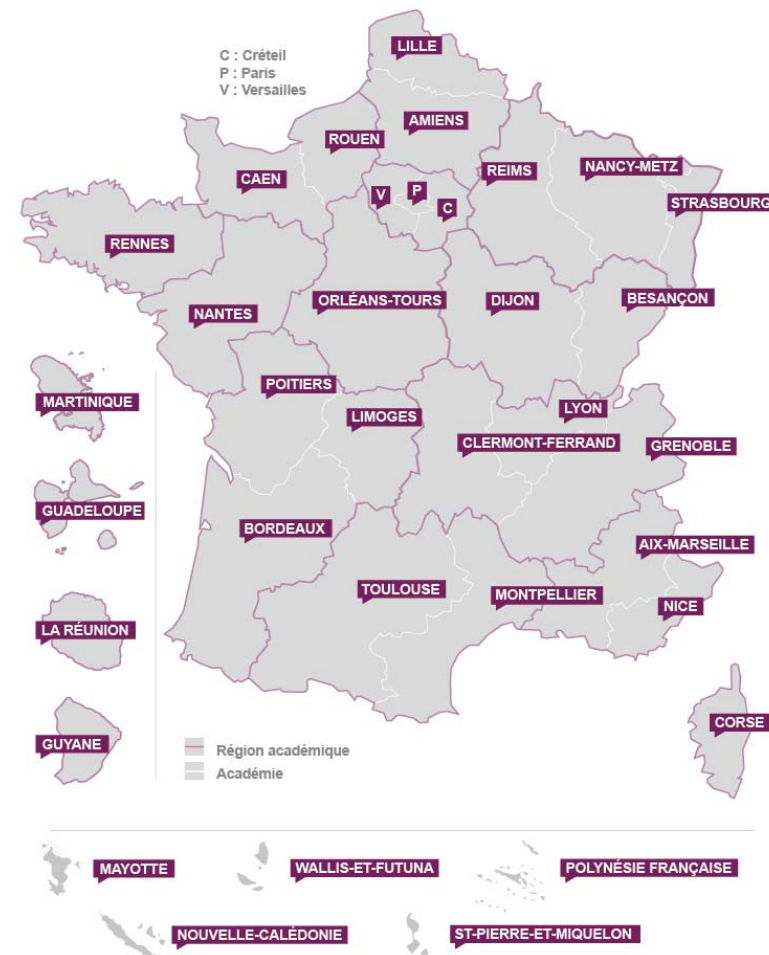 LILLE
C : Créteil
P : Paris
V : Versailles
AMIENS
ROUEN
NANCY-METZ
REIMS
CAEN
V
P
C
STRASBOURG
RENNES
ORLÉANS-TOURS
DIJON
BESANÇON
NANTES
POITIERS
MARTINIQUE
LIMOGES
LYON
CLERMONT-FERRAND
GRENOBLE
GUADELOUPE
BORDEAUX
AIX-MARSEILLE
TOULOUSE
MONTPELLIER
NICE
LA RÉUNION
CORSE
GUYANE
Région académique
Académie
MAYOTTE
WALLIS-ET-FUTUNA
POLYNÉSIE FRANÇAISE
NOUVELLE-CALÉDONIE
ST-PIERRE-ET-MIQUELON